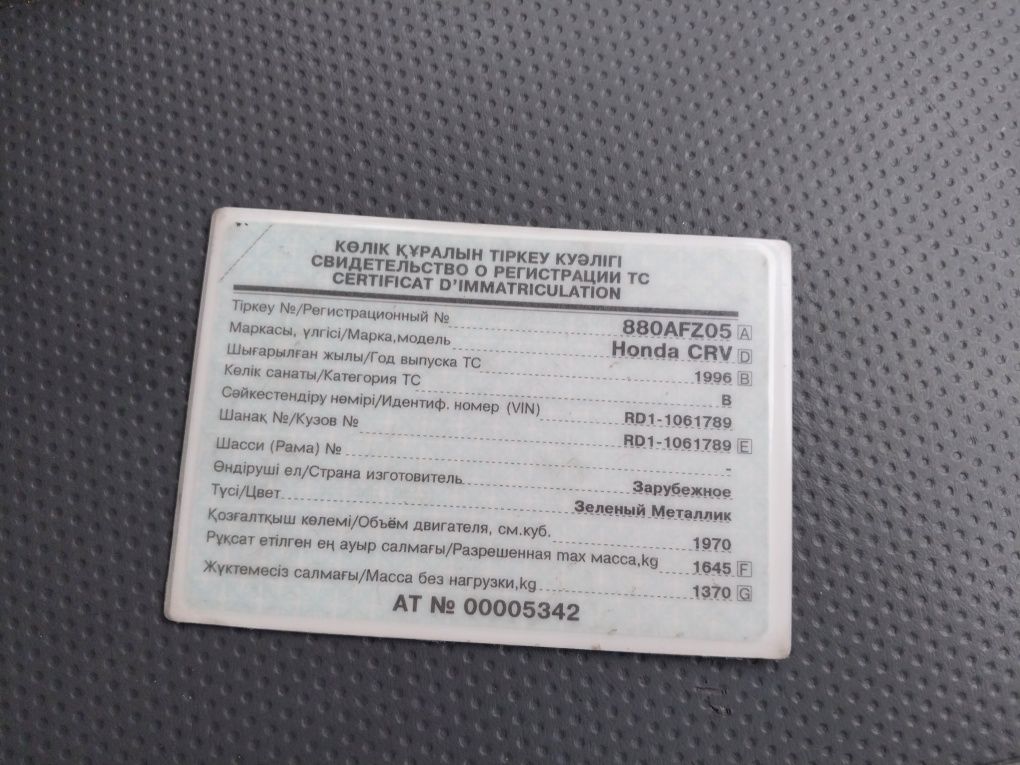 КӨЛІК ҚҰРАЛЫН ТІРКЕУ КУӘЛІГІ
СВИДЕТЕЛЬСТВО О РЕГИСТРАЦИИ ТС
CERTIFICAT D'IMMATRICULATION
Тіркеу №/Регистрационный № 880AFZ05 A
Маркасы, үлгісі/Марка,модель Honda CRV D
Шығарылған жылы/Год выпуска ТС 1996 B
Көлік санаты/Категория ТС B
Сәйкестендіру немірі/Идентиф. номер (VIN) RD1-1061789
Шанақ №/Кузов № RD1-1061789 E
Шасси (Рама) № -
Өндіруші ел/Страна изготовитель Зарубежное
Түсі/Цвет Зеленый Металлик
Қозғалтқыш көлемі/Объём двигателя, см.куб. 1970
Рұқсат етілген ең ауыр салмағы/Разрешенная max масса,kg 1645 F
Жүктемесіз салмағы/Масса без нагрузки,kg 1370 G
AT № 00005342